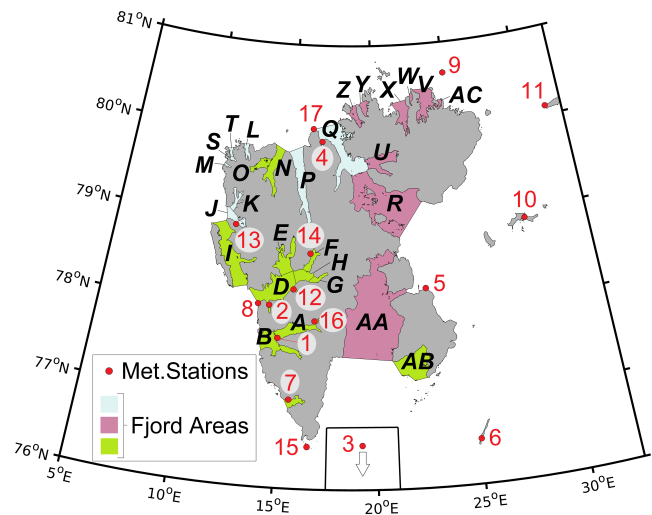 81°N
9
W
Y
X
V
Z
AC
11
80°N
17
T
L
Q
S
4
M
O
N
U
P
79°N
K
R
10
J
13
E
14
F
I
H
78°N
D
G
5
12
8
2
A
16
AA
B
1
77°N
AB
Met.Stations
7
Fjord Areas
15
3
6
76°N
5°E
10°E
15°E
20°E
25°E
30°E